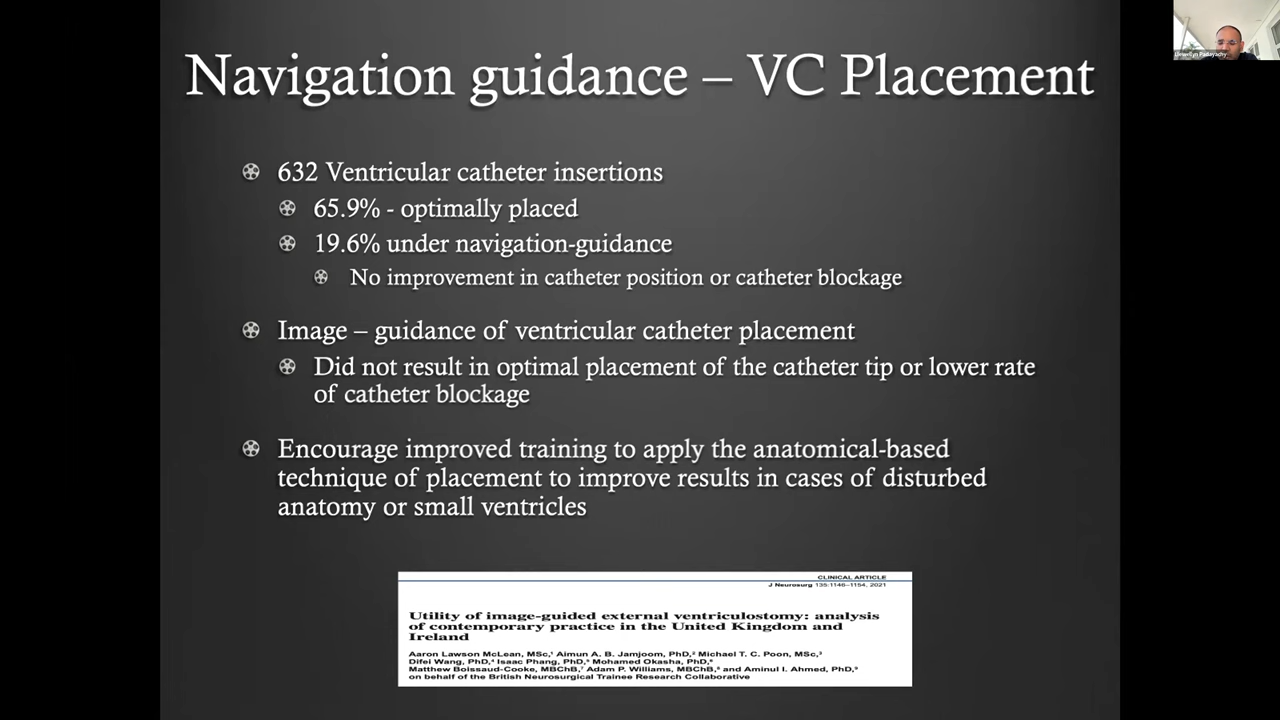 Navigation guidance – VC Placement
632 Ventricular catheter insertions
65.9% - optimally placed
19.6% under navigation-guidance
No improvement in catheter position or catheter blockage
Image – guidance of ventricular catheter placement
Did not result in optimal placement of the catheter tip or lower rate
of catheter blockage
Encourage improved training to apply the anatomical-based
technique of placement to improve results in cases of disturbed
anatomy or small ventricles
CLINICAL ARTICLE
J Neurosurg 135:1146–1154, 2021
Utility of image-guided external ventriculostomy: analysis
of contemporary practice in the United Kingdom and
Ireland
Aaron Lawson McLean, MSc,¹ Aimun A. B. Jamjoom, PhD,² Michael T. C. Poon, MSc,³
Difei Wang, PhD,⁴ Isaac Phang, PhD,⁵ Mohamed Okasha, PhD,⁶
Matthew Boissaud-Cooke, MBChB,⁷ Adam P. Williams, MBChB,⁸ and Aminul I. Ahmed, PhD,⁹
on behalf of the British Neurosurgical Trainee Research Collaborative
Padayachy